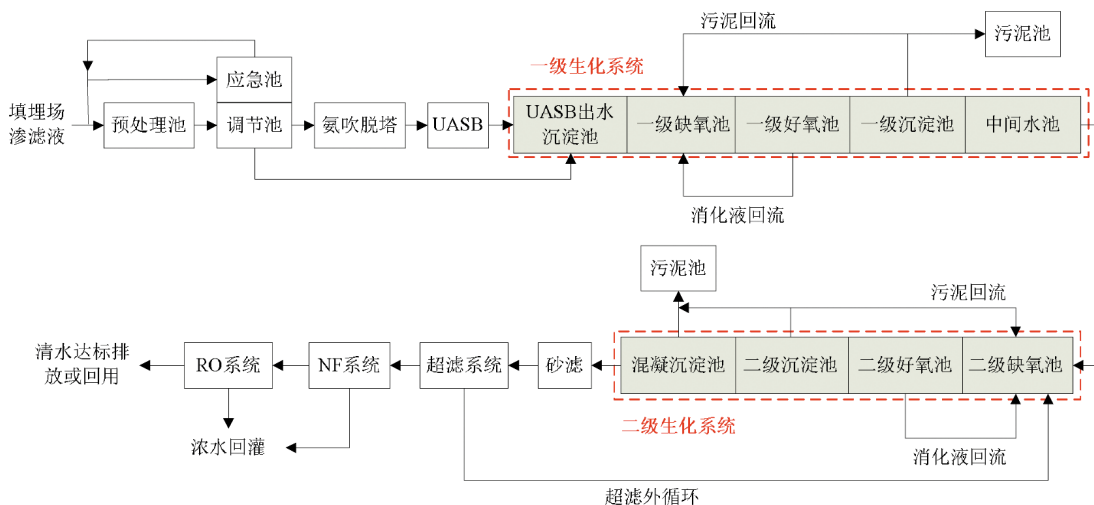 污泥回流
污泥池
一级生化系统
应急池
填埋场
渗滤液
预处理池
调节池
氨吹脱塔
UASB
UASB出水
沉淀池
一级缺氧池
一级好氧池
一级沉淀池
中间水池
消化液回流
污泥池
污泥回流
清水达标排
放或回用
RO系统
NF系统
超滤系统
砂滤
混凝沉淀池
二级沉淀池
二级好氧池
二级缺氧池
二级生化系统
浓水回灌
消化液回流
超滤外循环